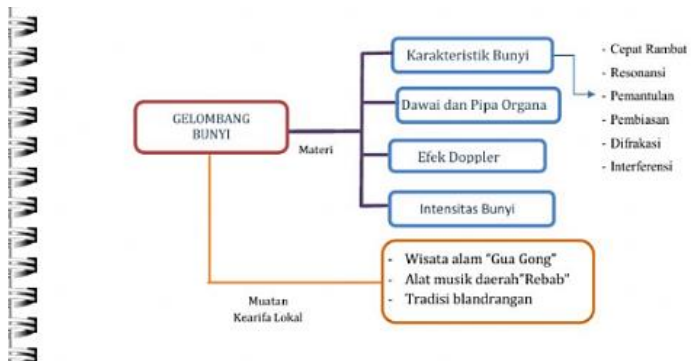 GELOMBANG
BUNYI
Materi
Karakteristik Bunyi
Dawai dan Pipa Organa
Efek Doppler
Intensitas Bunyi
- Cepat Rambat
- Resonansi
- Pemantulan
- Pembiasan
- Difrakasi
- Interferensi
Muatan
Kearifa Lokal
- Wisata alam "Gua Gong"
- Alat musik daerah"Rebab"
- Tradisi blandrangan